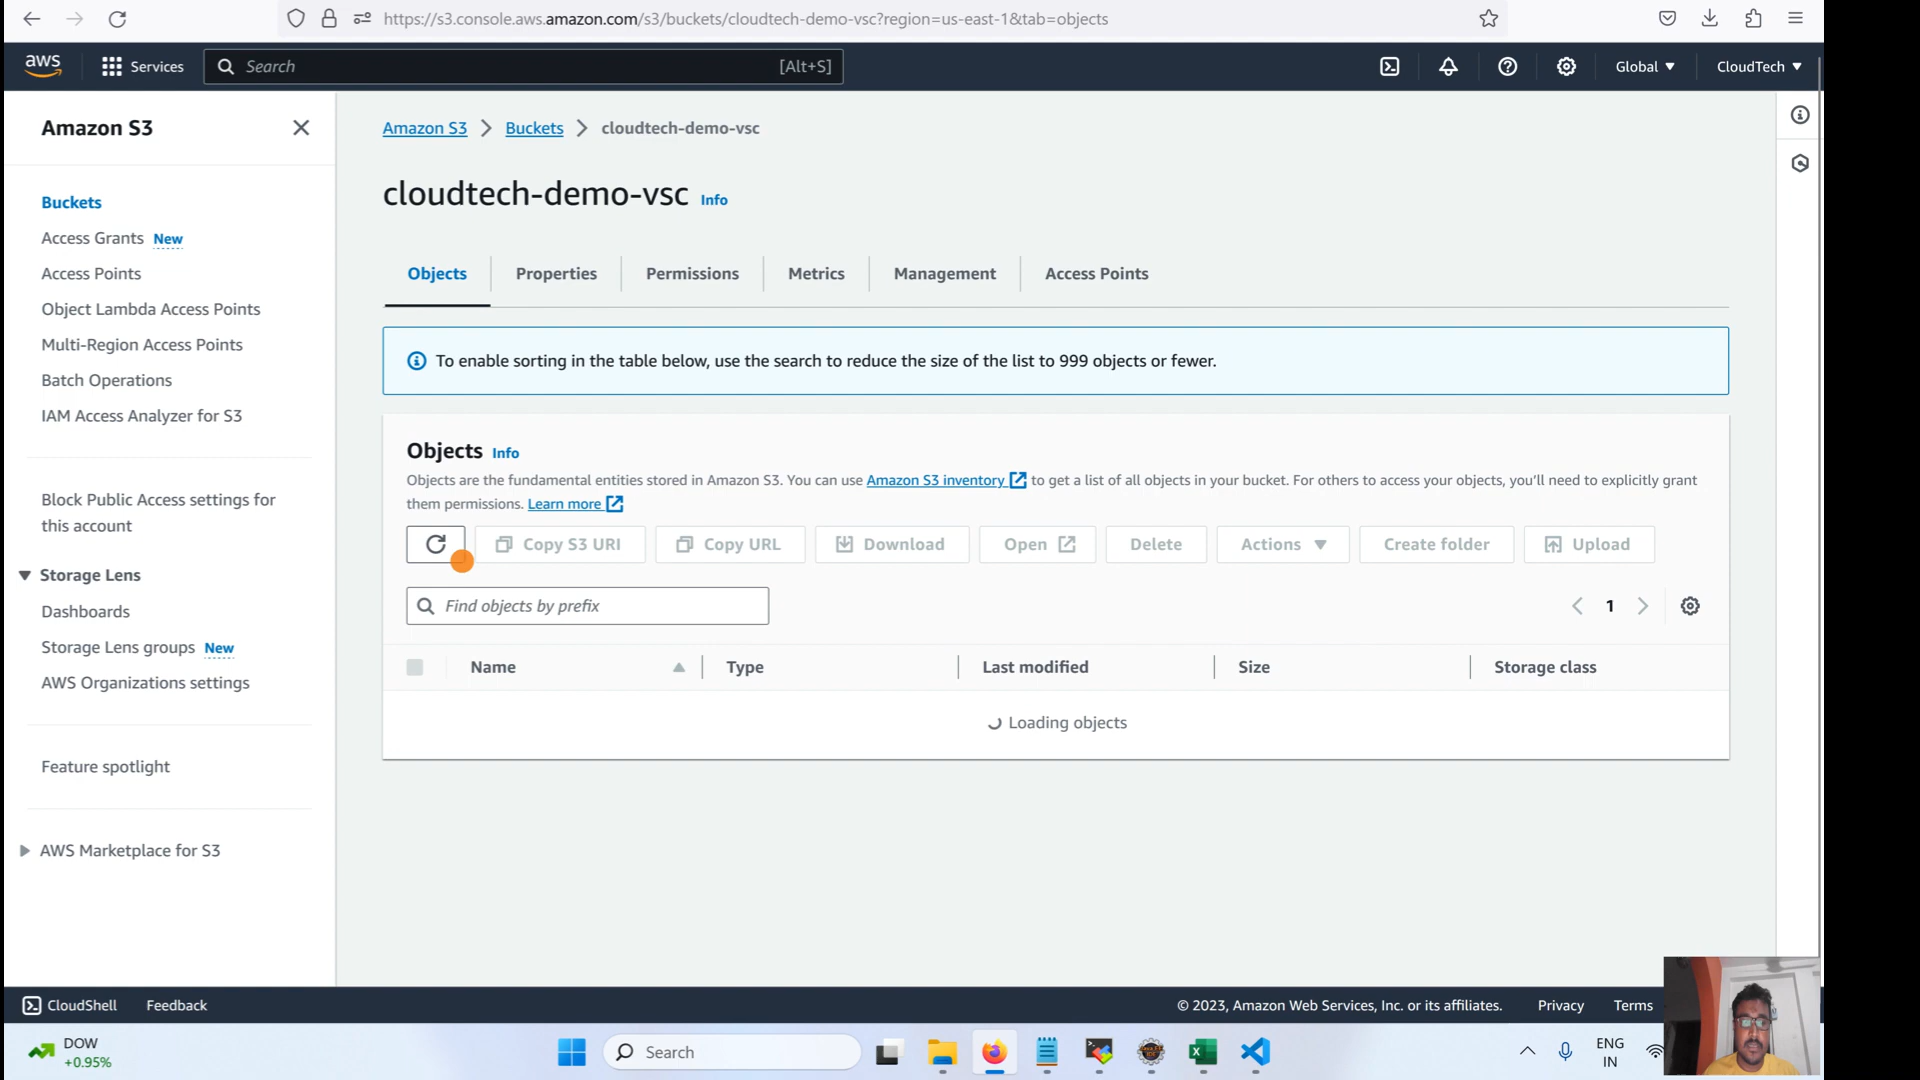 https://s3.console.aws.amazon.com/s3/buckets/cloudtech-demo-vsc?region=us-east-1&tab=objects
aws
Services
Search
[Alt+S]
Global
CloudTech
Amazon S3
Buckets
Access Grants New
Access Points
Object Lambda Access Points
Multi-Region Access Points
Batch Operations
IAM Access Analyzer for S3
Block Public Access settings for
this account
Storage Lens
Dashboards
Storage Lens groups New
AWS Organizations settings
Feature spotlight
AWS Marketplace for S3
Amazon S3 > Buckets > cloudtech-demo-vsc
cloudtech-demo-vsc Info
Objects
Properties
Permissions
Metrics
Management
Access Points
To enable sorting in the table below, use the search to reduce the size of the list to 999 objects or fewer.
Objects Info
Objects are the fundamental entities stored in Amazon S3. You can use Amazon S3 inventory to get a list of all objects in your bucket. For others to access your objects, you'll need to explicitly grant
them permissions. Learn more
Copy S3 URI
Copy URL
Download
Open
Delete
Actions
Create folder
Upload
Find objects by prefix
1
Name
Type
Last modified
Size
Storage class
Loading objects
CloudShell
Feedback
© 2023, Amazon Web Services, Inc. or its affiliates.
Privacy
Terms
DOW
+0.95%
Search
ENG
IN